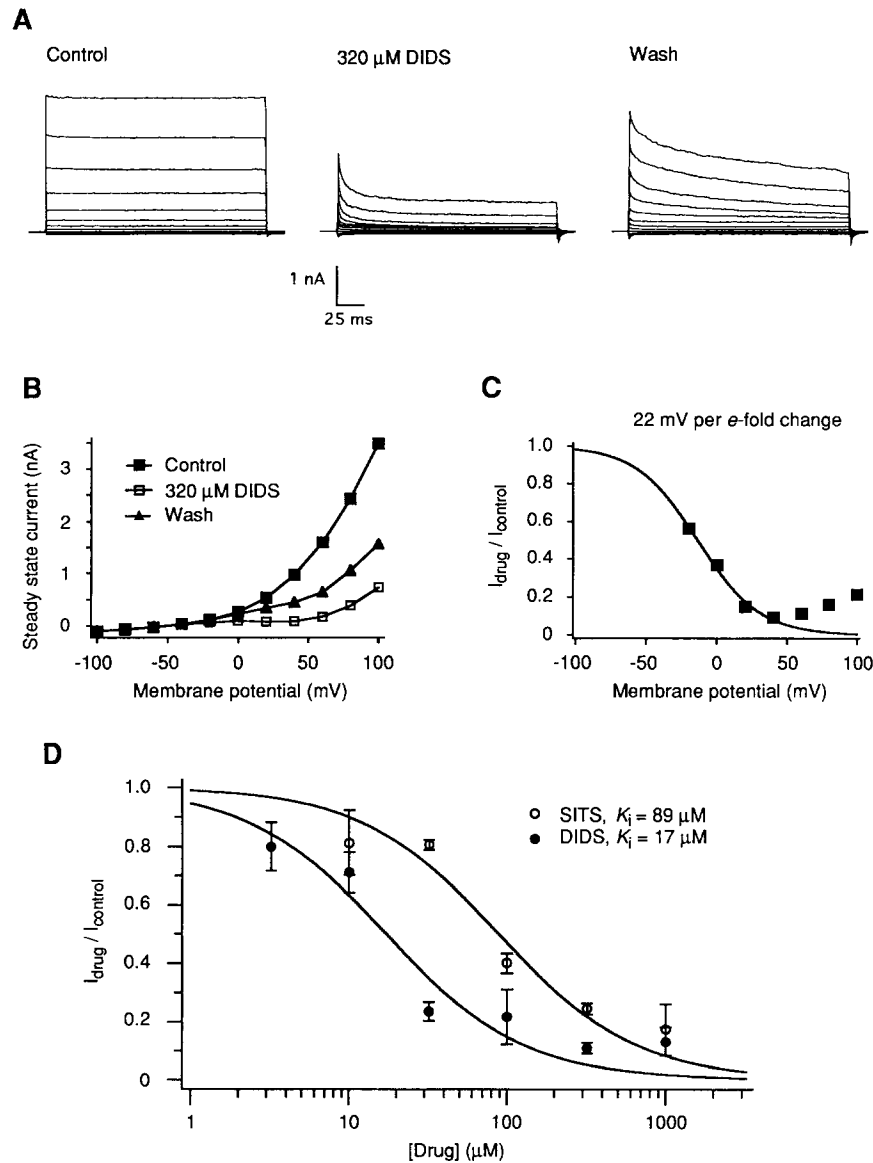 A
Control
320 μM DIDS
Wash
1 nA
25 ms
B
Steady state current (nA)
3
2
1
0
Control
320 μM DIDS
Wash
-100
-50
0
50
100
Membrane potential (mV)
C
22 mV per e-fold change
I drug / I control
1.0
0.8
0.6
0.4
0.2
0
-100
-50
0
50
100
Membrane potential (mV)
D
I drug / I control
1.0
0.8
0.6
0.4
0.2
0
SITS, Ki = 89 μM
DIDS, Ki = 17 μM
1
10
100
1000
[Drug] (μM)